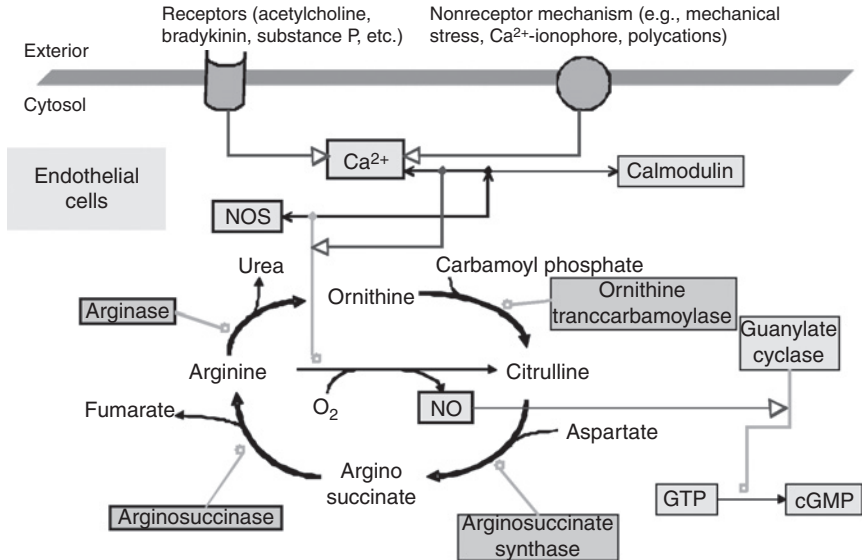 Receptors (acetylcholine,
bradykinin, substance P, etc.)
Nonreceptor mechanism (e.g., mechanical
stress, Ca²⁺-ionophore, polycations)
Exterior
Cytosol
Endothelial
cells
Ca²⁺
Calmodulin
NOS
Urea
Carbamoyl phosphate
Ornithine
Arginase
Ornithine
tranccarbamoylase
Guanylate
cyclase
Arginine
Citrulline
O₂
NO
Fumarate
Aspartate
Argino
succinate
GTP
cGMP
Arginosuccinase
Arginosuccinate
synthase